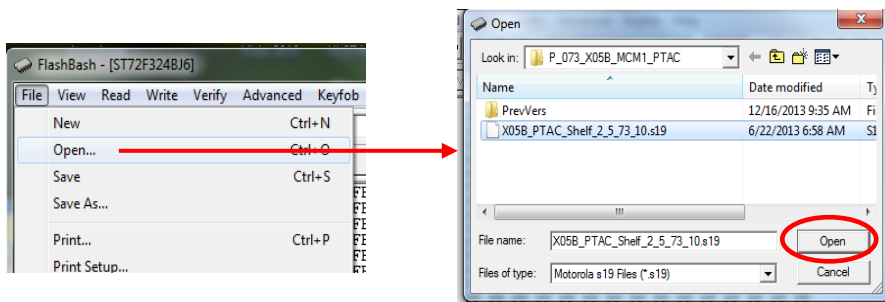 FlashBash - [ST72F324BJ6]
File View Read Write Verify Advanced Keyfob
New Ctrl+N
Open... Ctrl+O
Save Ctrl+S
Save As...
Print... Ctrl+P
Print Setup...
Open
Look in: P_073_X05B_MCM1_PTAC
Name Date modified
PrevVers 12/16/2013 9:35 AM
X05B_PTAC_Shelf_2_5_73_10.s19 6/22/2013 6:58 AM
File name: X05B_PTAC_Shelf_2_5_73_10.s19 Open
Files of type: Motorola s19 Files (*.s19) Cancel